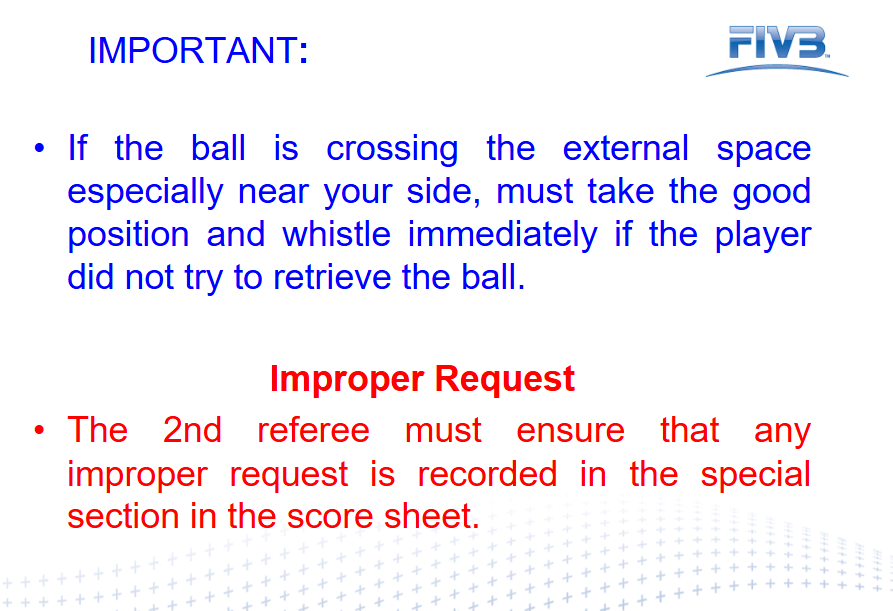 IMPORTANT:
FIVB
• If the ball is crossing the external space
especially near your side, must take the good
position and whistle immediately if the player
did not try to retrieve the ball.
Improper Request
• The 2nd referee must ensure that any
improper request is recorded in the special
section in the score sheet.